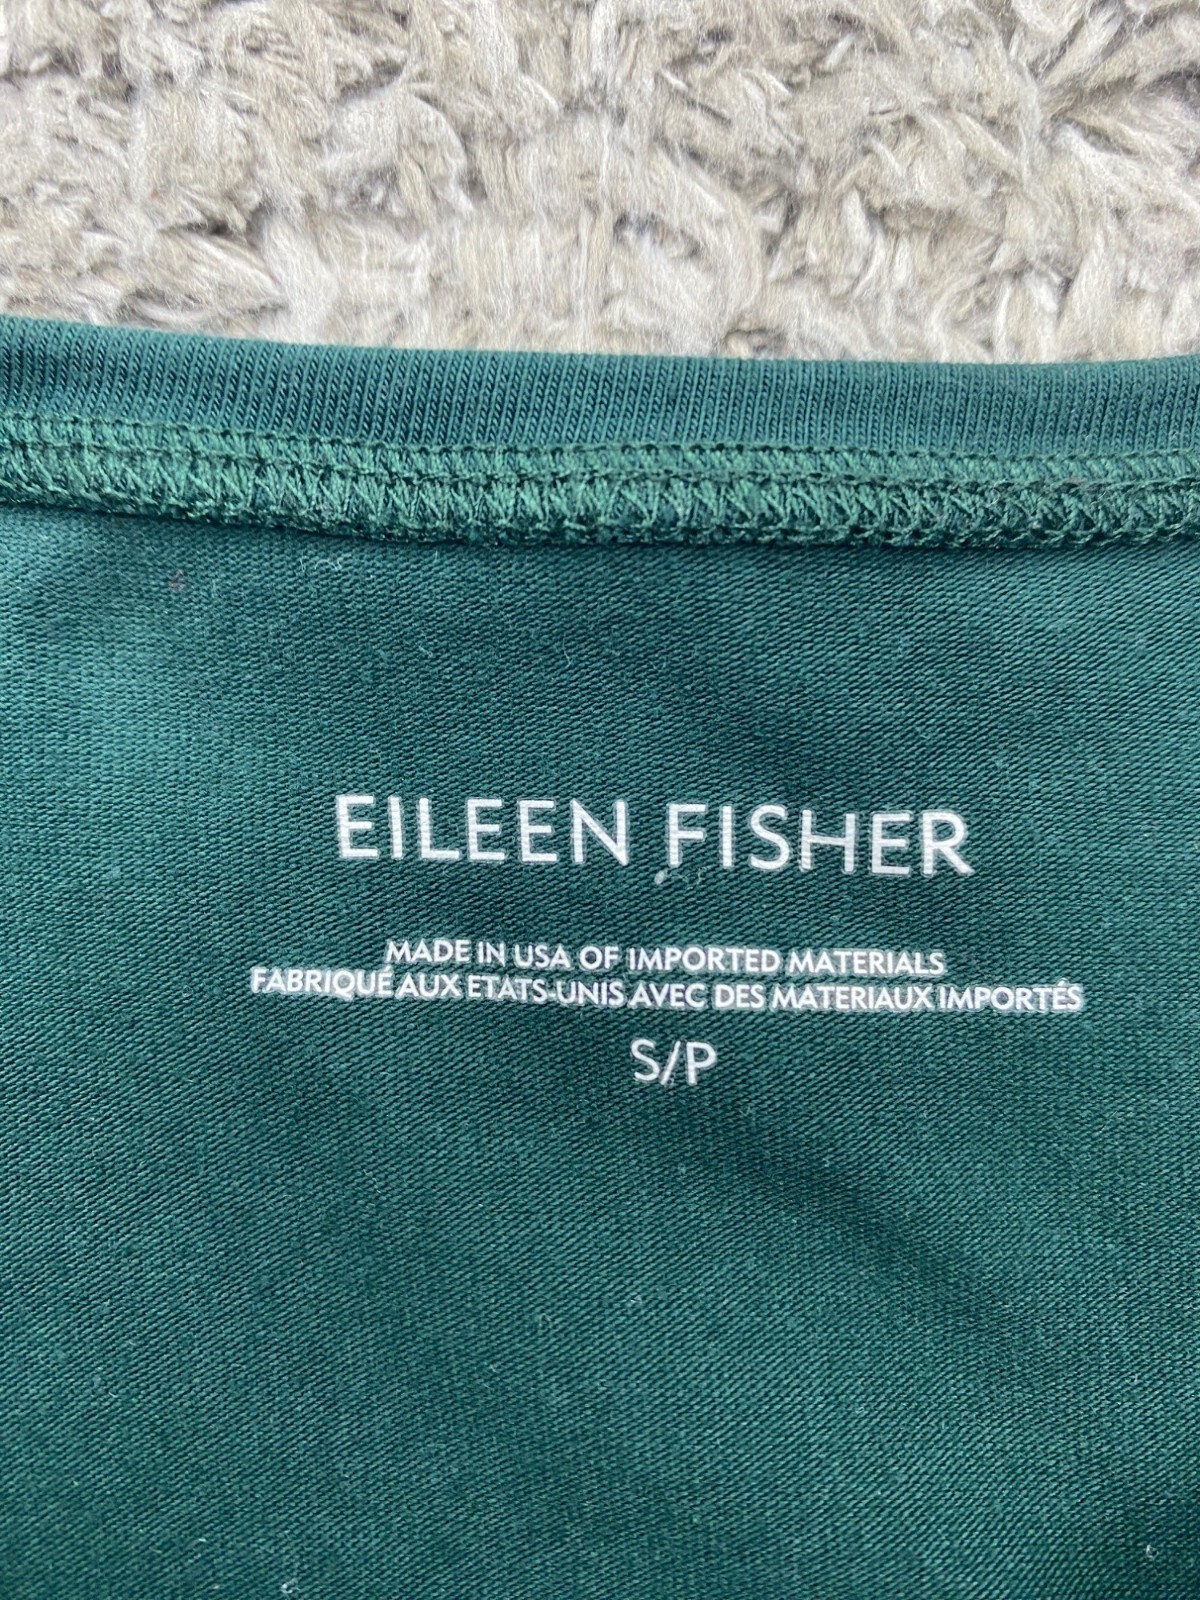 EILEEN FISHER
MADE IN USA OF IMPORTED MATERIALS
FABRIQUÉ AUX ETATS-UNIS AVEC DES MATERIAUX IMPORTÉS
S/P